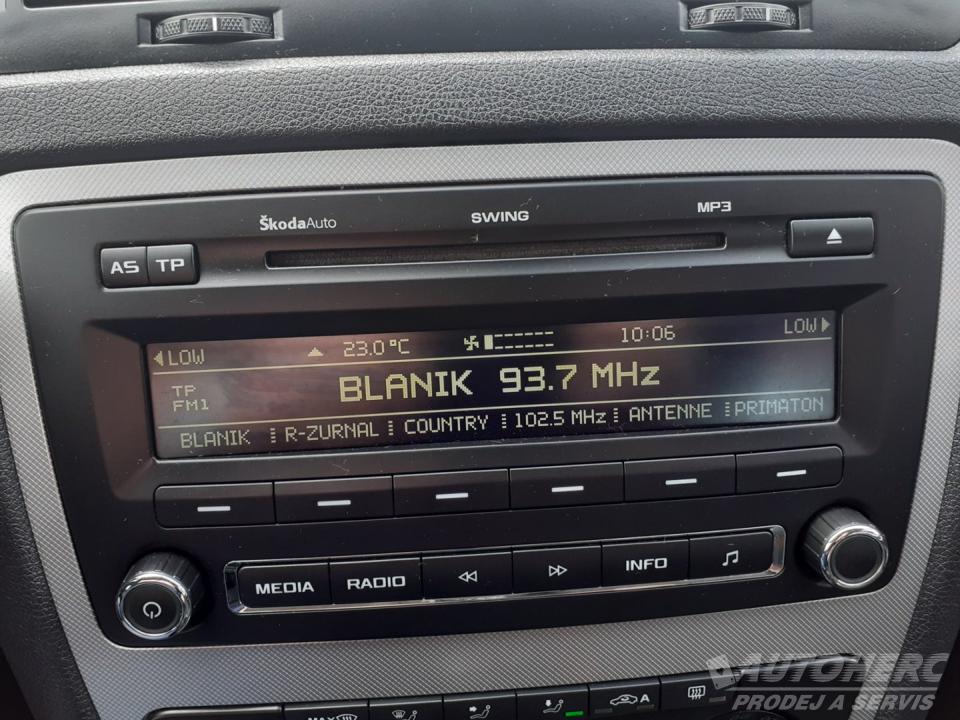 ŠkodaAuto SWING MP3
AS TP
LOW 23.0°C 10:06 LOW
TP
FM1
BLANIK 93.7 MHz
BLANIK R-ZURNAL COUNTRY 102.5 MHz ANTENNE PRIMATON
MEDIA RADIO INFO
MAX A
AUTOHERC
PRODEJ A SERVIS